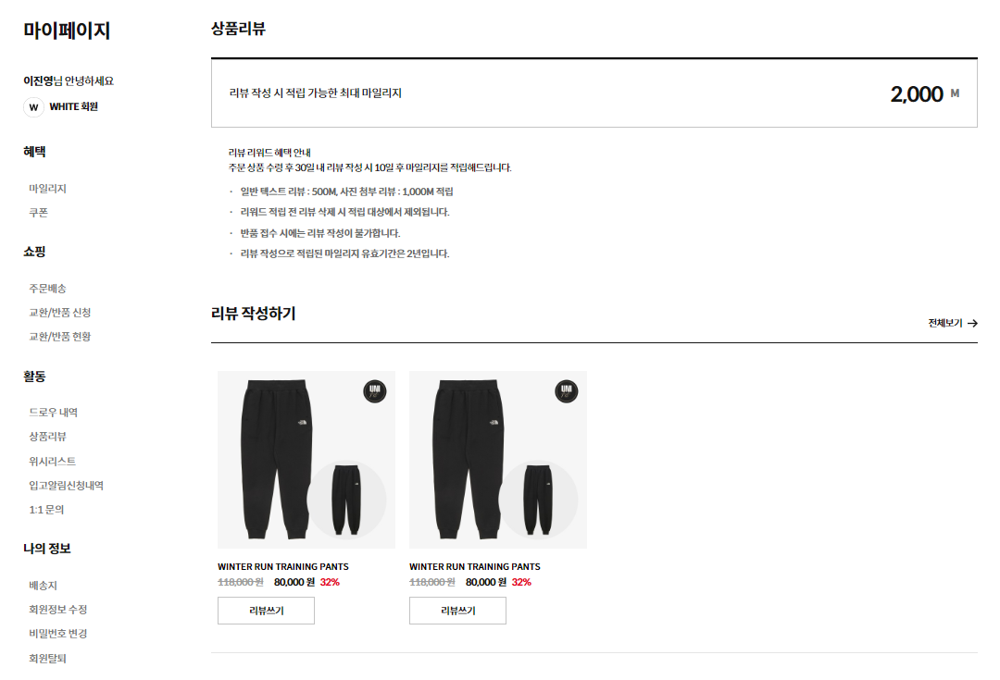 마이페이지
이진영님 안녕하세요
W WHITE 회원
혜택
마일리지
쿠폰
쇼핑
주문배송
교환/반품 신청
교환/반품 현황
활동
드로우 내역
상품리뷰
위시리스트
입고알림신청내역
1:1 문의
나의 정보
배송지
회원정보 수정
비밀번호 변경
회원탈퇴
상품리뷰
리뷰 작성 시 적립 가능한 최대 마일리지 2,000 M
리뷰 리워드 혜택 안내
주문 상품 수령 후 30일 내 리뷰 작성 시 10일 후 마일리지를 적립해드립니다.
· 일반 텍스트 리뷰 : 500M, 사진 첨부 리뷰 : 1,000M 적립
· 리워드 적립 전 리뷰 삭제 시 적립 대상에서 제외됩니다.
· 반품 접수 시에는 리뷰 작성이 불가합니다.
· 리뷰 작성으로 적립된 마일리지 유효기간은 2년입니다.
리뷰 작성하기
전체보기 →
UNI
UNI
WINTER RUN TRAINING PANTS
118,000 원 80,000 원 32%
리뷰쓰기
WINTER RUN TRAINING PANTS
118,000 원 80,000 원 32%
리뷰쓰기